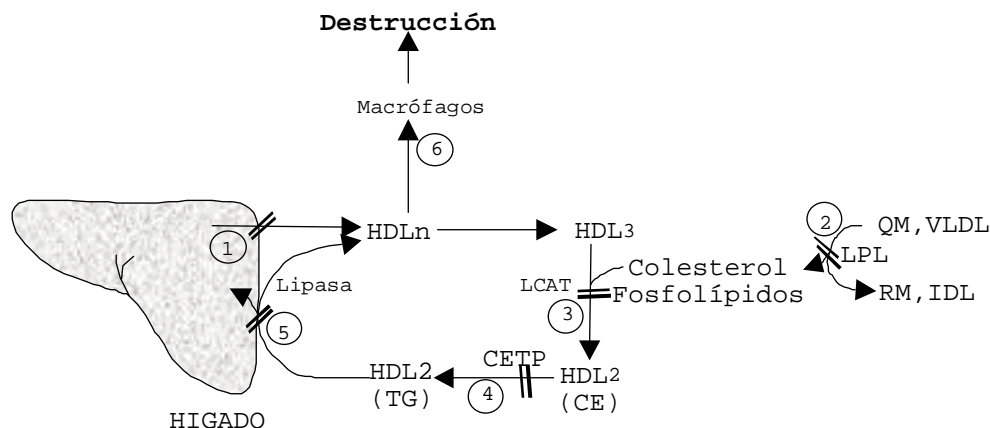 Destrucción
Macrófagos
6
1
HDLn
HDL3
2
QM,VLDL
LPL
Colesterol
Lipasa
LCAT
Fosfolípidos
RM,IDL
3
5
CETP
HDL2
(TG)
4
HDL2
(CE)
HIGADO